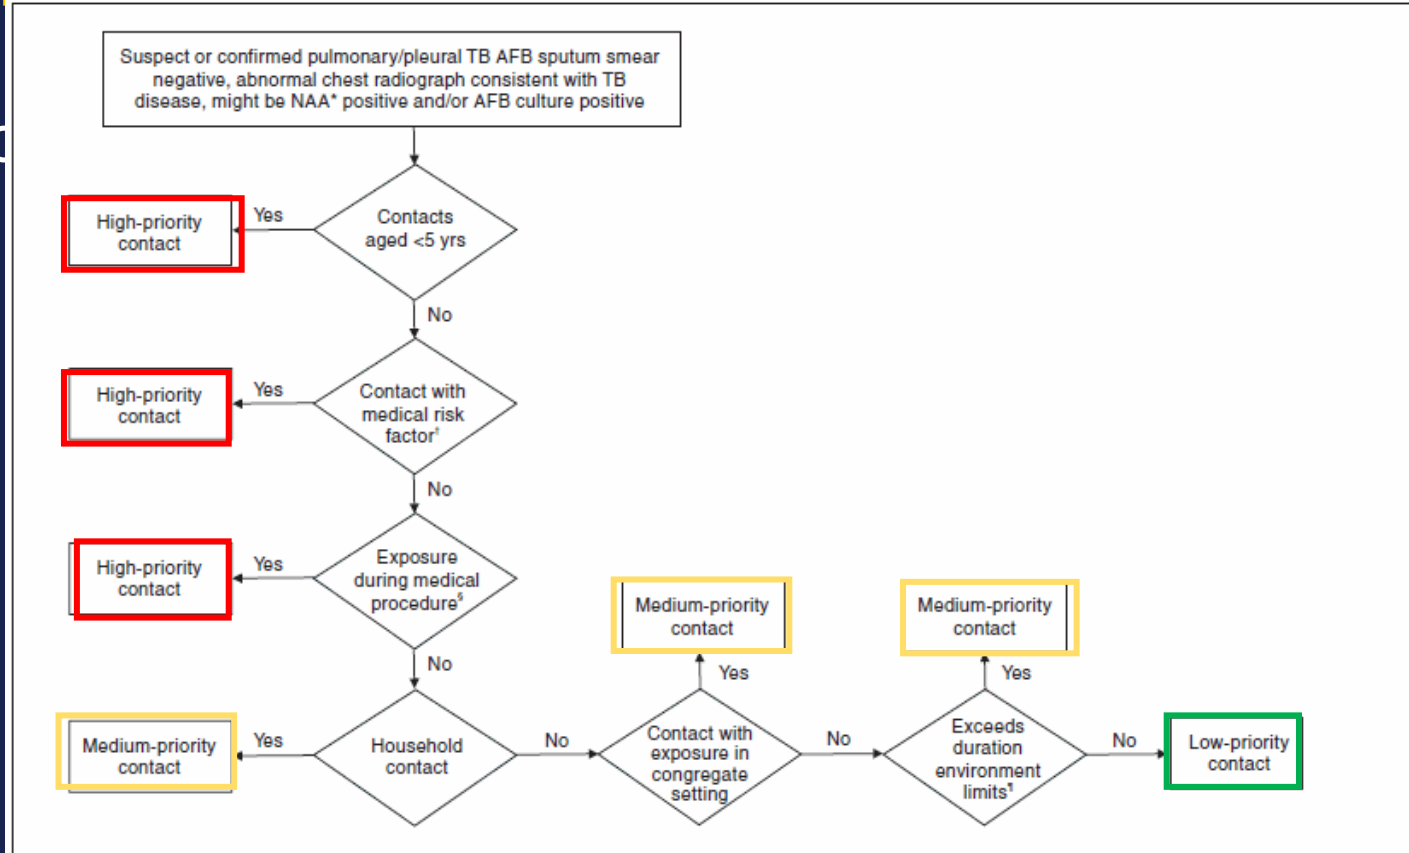 Suspect or confirmed pulmonary/pleural TB AFB sputum smear
negative, abnormal chest radiograph consistent with TB
disease, might be NAA* positive and/or AFB culture positive
High-priority
contact
Yes
Contacts
aged <5 yrs
No
High-priority
contact
Yes
Contact with
medical risk
factor†
No
High-priority
contact
Yes
Exposure
during medical
procedure§
No
Medium-priority
contact
Yes
Medium-priority
contact
Yes
Medium-priority
contact
Yes
Household
contact
No
Contact with
exposure in
congregate
setting
No
Exceeds
duration
environment
limits¶
No
Low-priority
contact